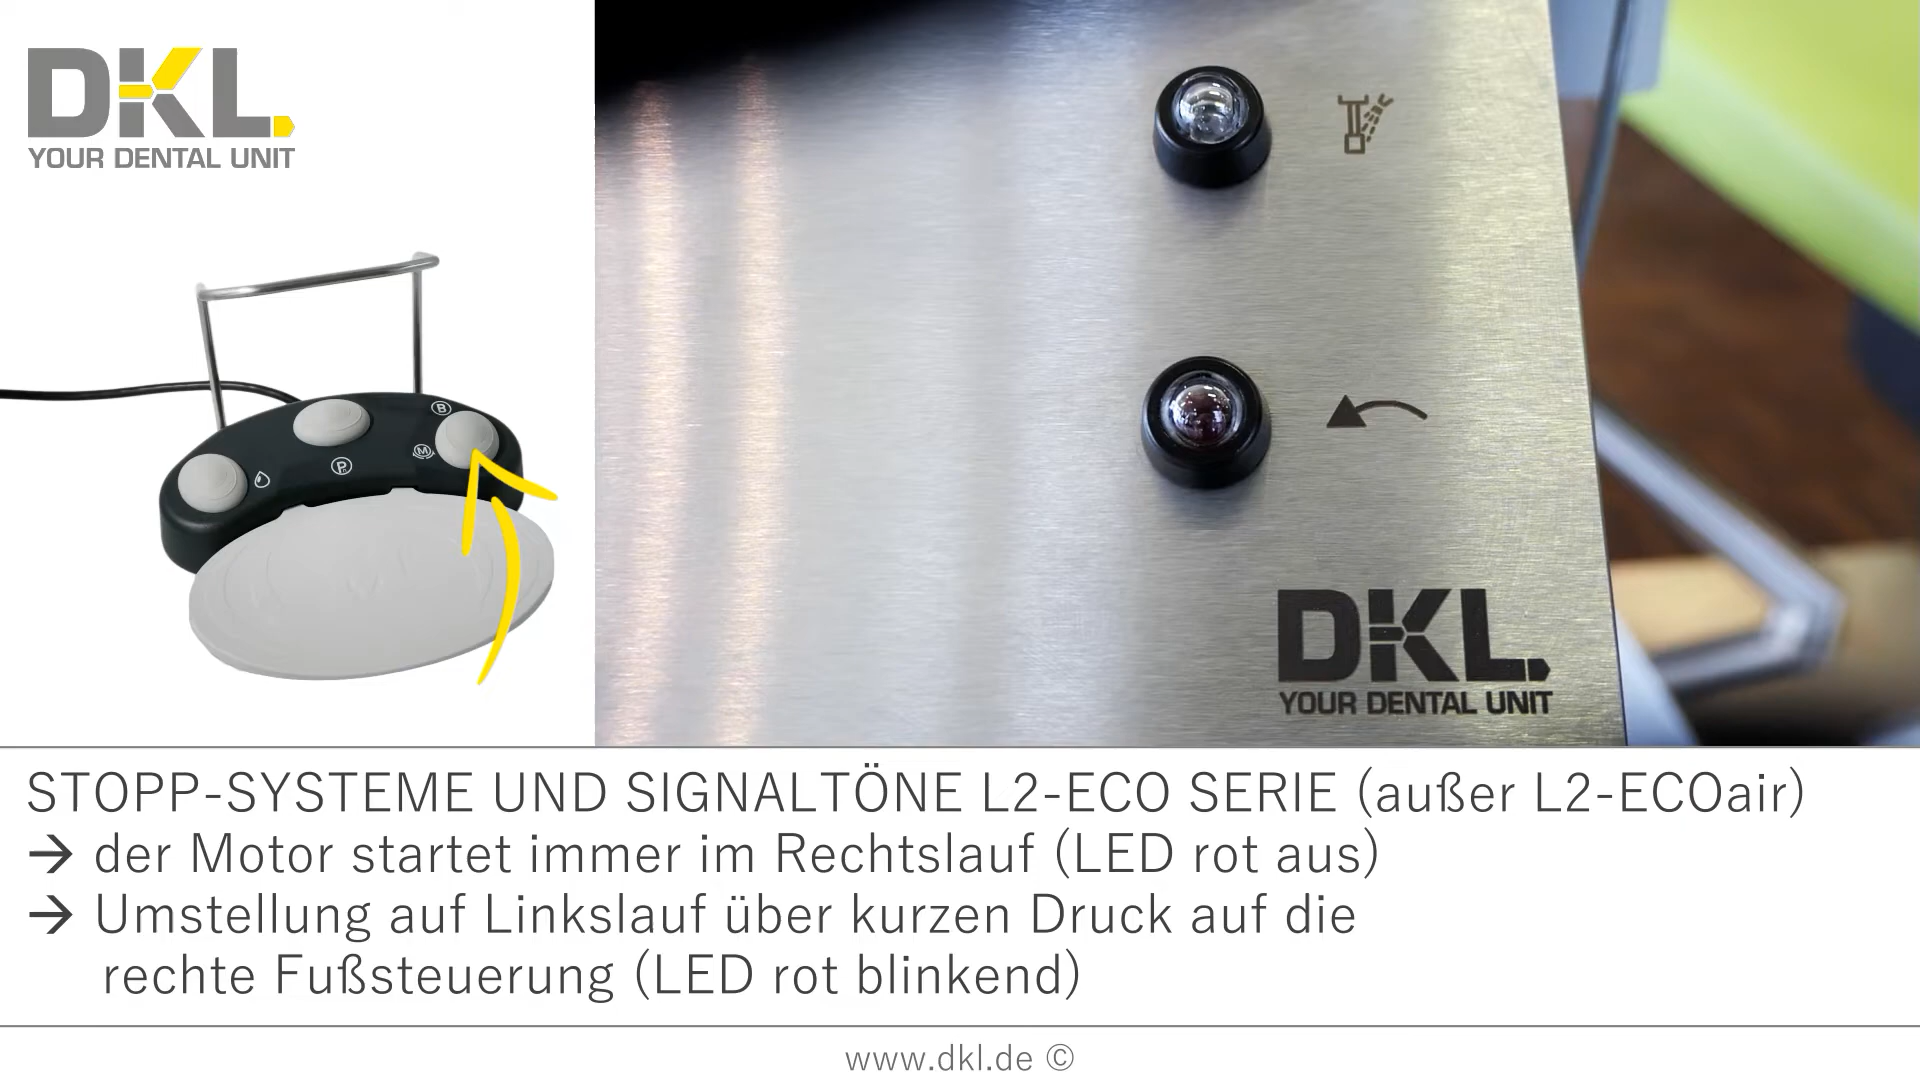 DKL.
YOUR DENTAL UNIT
B
M
P
DKL.
YOUR DENTAL UNIT
STOPP-SYSTEME UND SIGNALTÖNE L2-ECO SERIE (außer L2-ECOair)
→ der Motor startet immer im Rechtslauf (LED rot aus)
→ Umstellung auf Linkslauf über kurzen Druck auf die
rechte Fußsteuerung (LED rot blinkend)
www.dkl.de ©